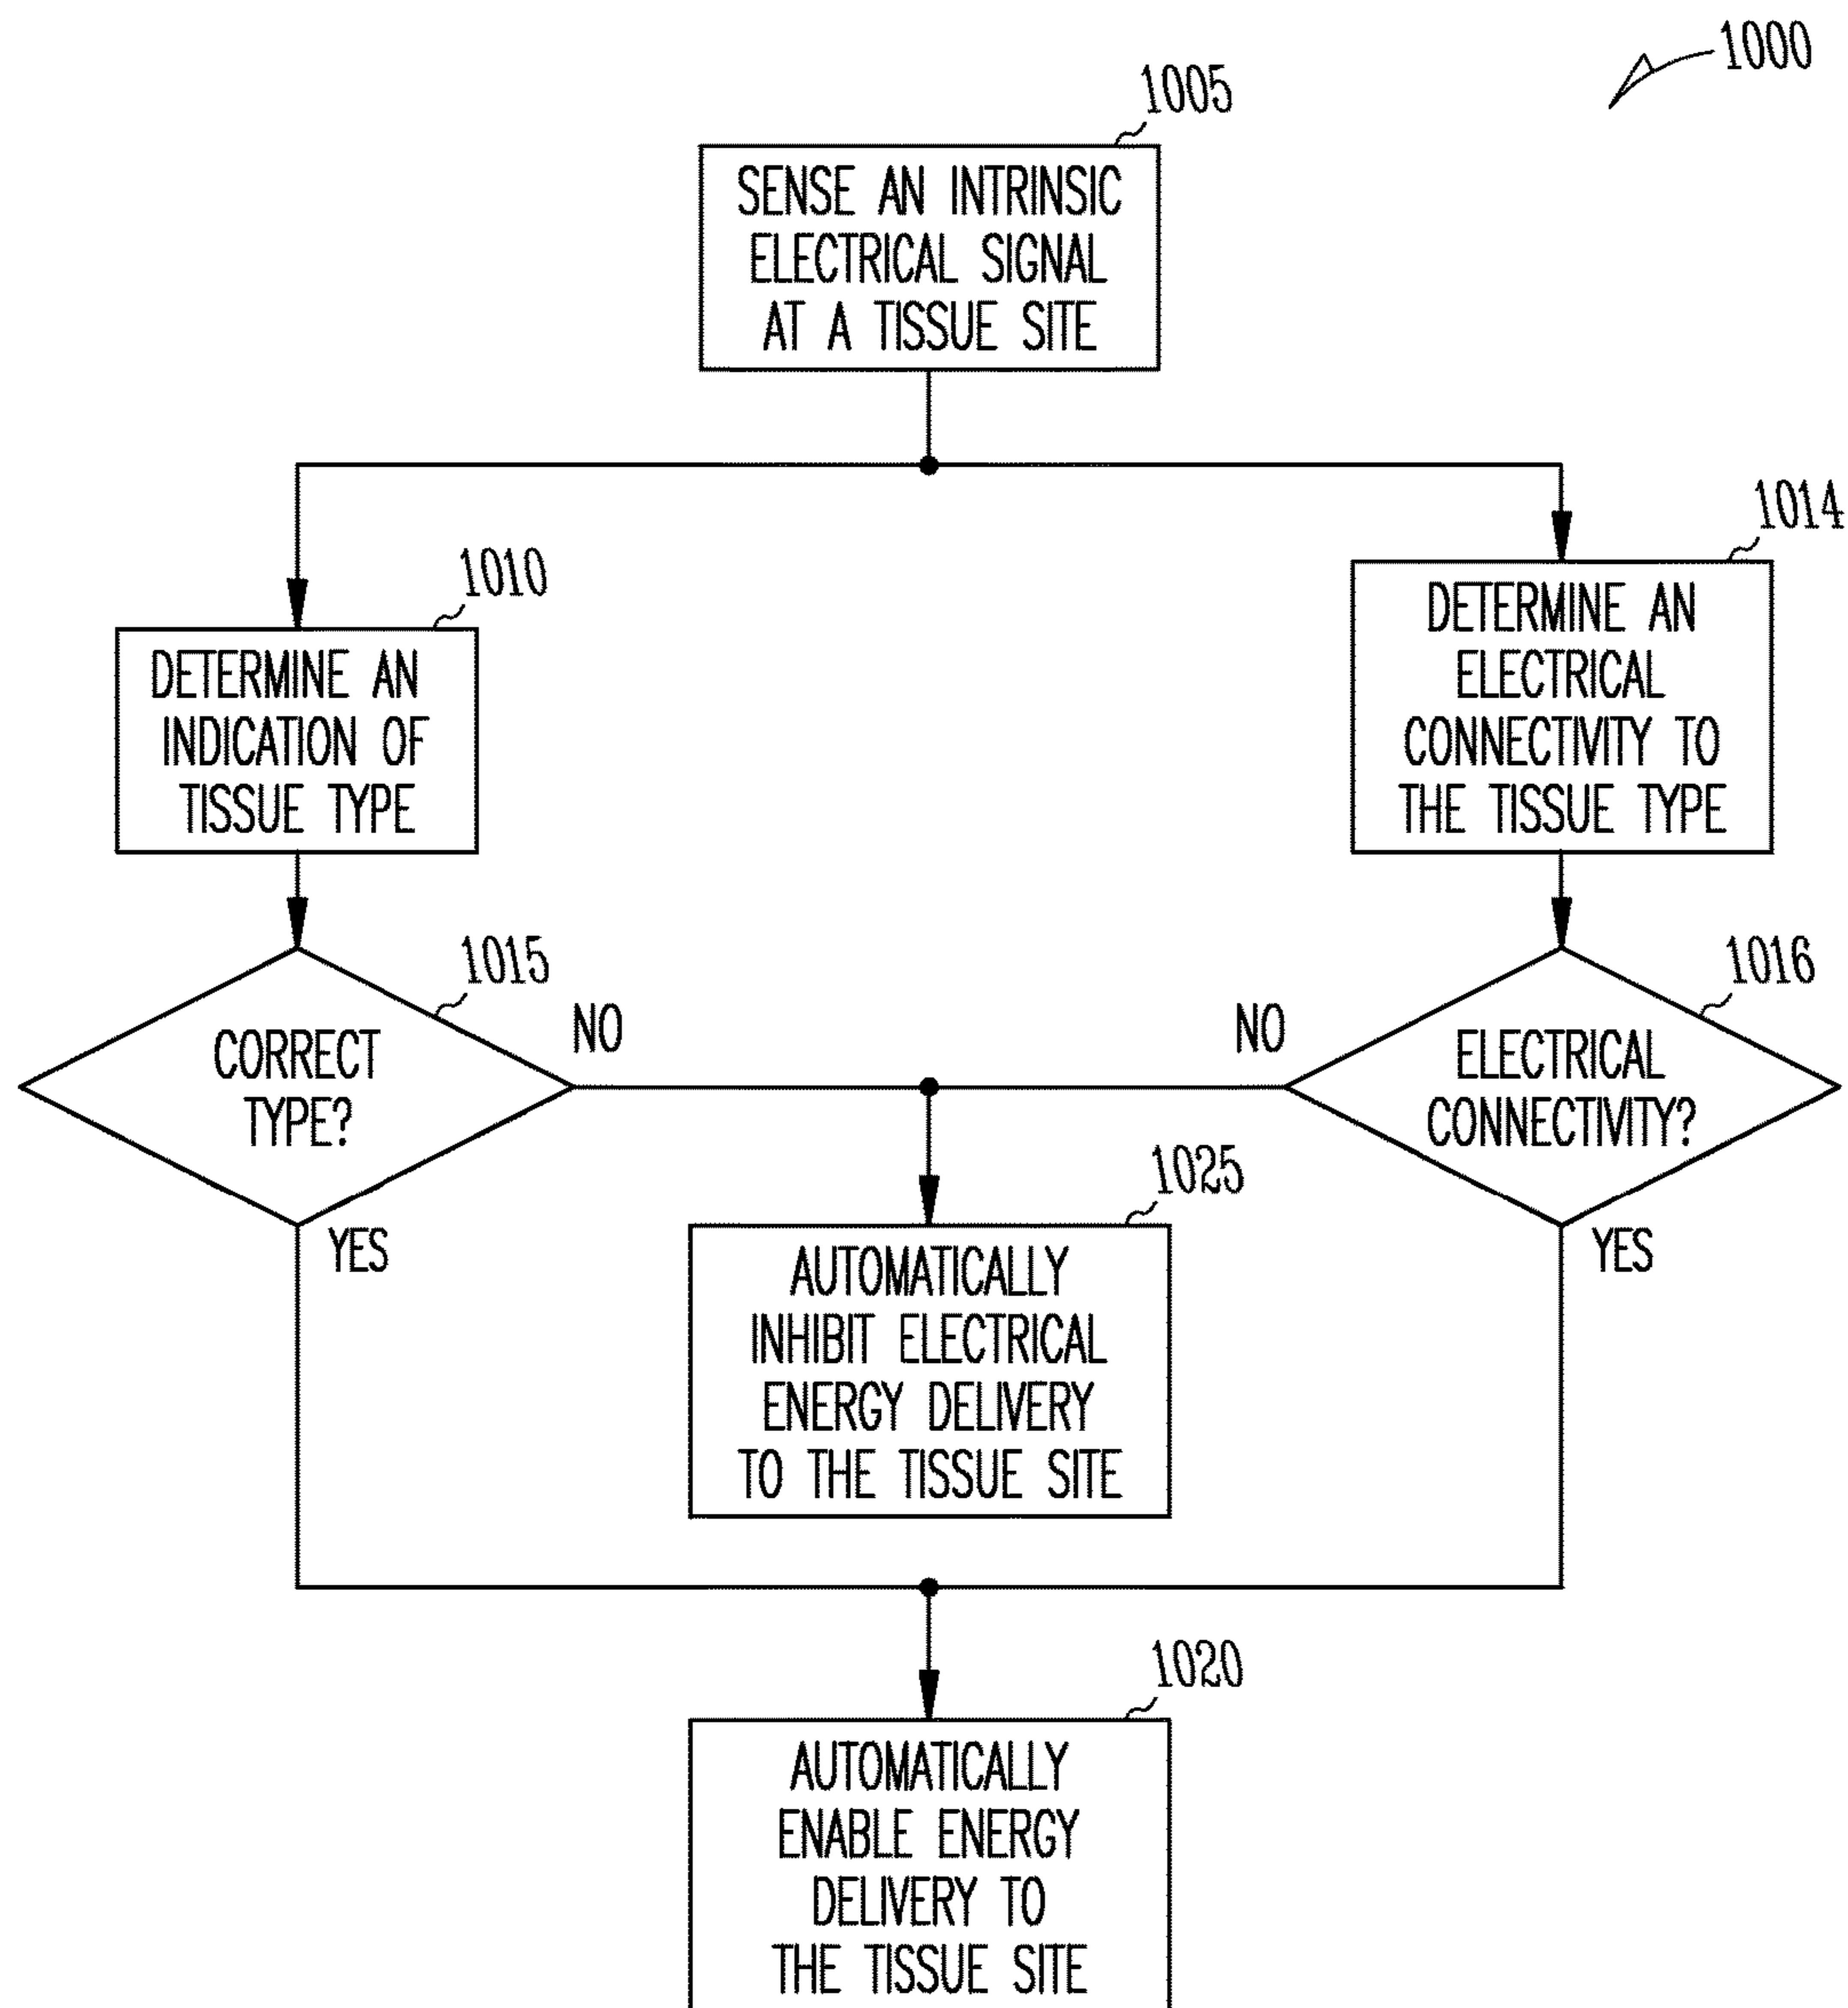 1000
1005
SENSE AN INTRINSIC
ELECTRICAL SIGNAL
AT A TISSUE SITE
1010
DETERMINE AN
INDICATION OF
TISSUE TYPE
1014
DETERMINE AN
ELECTRICAL
CONNECTIVITY TO
THE TISSUE TYPE
1015
CORRECT
TYPE?
NO
YES
1016
ELECTRICAL
CONNECTIVITY?
NO
YES
1025
AUTOMATICALLY
INHIBIT ELECTRICAL
ENERGY DELIVERY
TO THE TISSUE SITE
1020
AUTOMATICALLY
ENABLE ENERGY
DELIVERY TO
THE TISSUE SITE